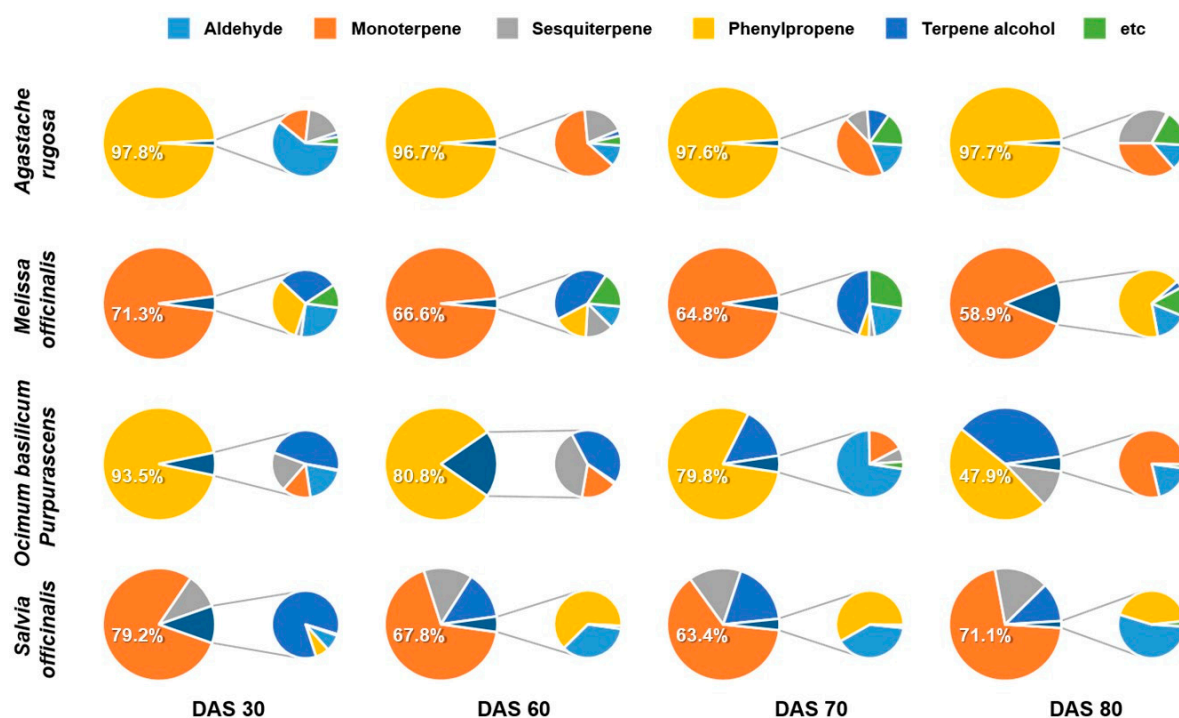 Aldehyde Monoterpene Sesquiterpene Phenylpropene Terpene alcohol etc
Agastache
rugosa
97.8% 96.7% 97.6% 97.7%
Melissa
officinalis
71.3% 66.6% 64.8% 58.9%
Ocimum basilicum
Purpurascens
93.5% 80.8% 79.8% 47.9%
Salvia
officinalis
79.2% 67.8% 63.4% 71.1%
DAS 30 DAS 60 DAS 70 DAS 80